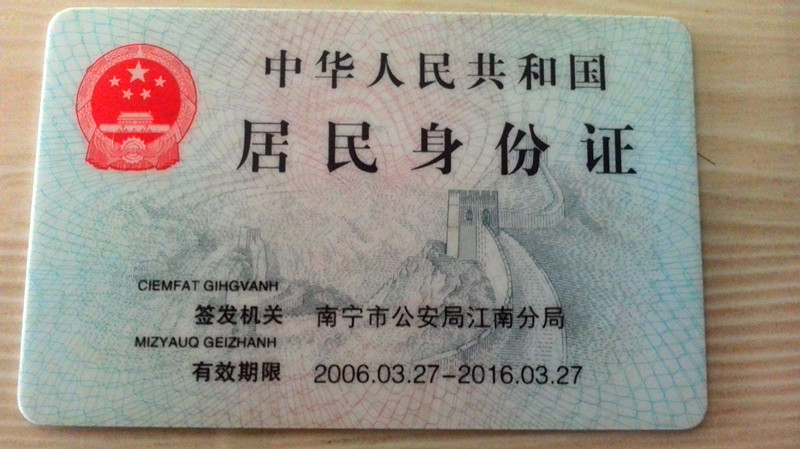 中华人民共和国
居民身份证
CIEMFAT GIHGVANH
签发机关 南宁市公安局江南分局
MIZYAUQ GEIZHANH
有效期限 2006.03.27-2016.03.27